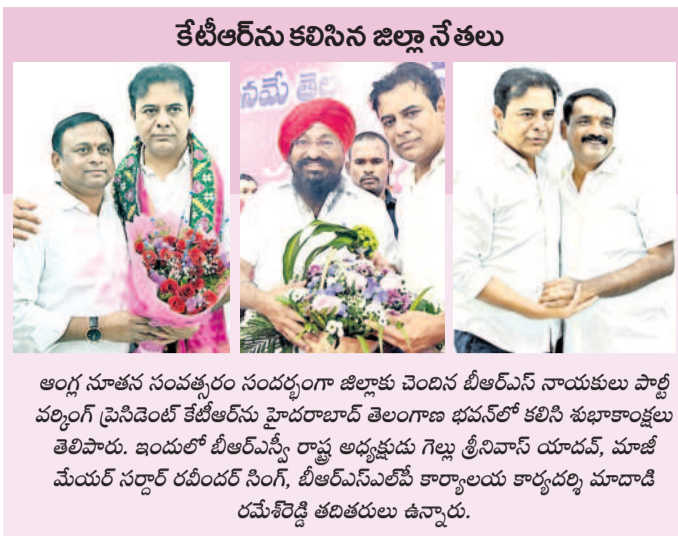 కేటీఆర్‌ను కలిసిన జిల్లా నేతలు
నమే తెల
ఆంగ్ల నూతన సంవత్సరం సందర్భంగా జిల్లాకు చెందిన బీఆర్ఎస్ నాయకులు పార్టీ
వర్కింగ్ ప్రెసిడెంట్ కేటీఆర్‌ను హైదరాబాద్ తెలంగాణ భవన్‌లో కలిసి శుభాకాంక్షలు
తెలిపారు. ఇందులో బీఆర్ఎస్వీ రాష్ట్ర అధ్యక్షుడు గెల్లు శ్రీనివాస్ యాదవ్, మాజీ
మేయర్ సర్దార్ రవీందర్ సింగ్, బీఆర్ఎస్ఎల్‌పీ కార్యాలయ కార్యదర్శి మాదాడి
రమేశ్‌రెడ్డి తదితరులు ఉన్నారు.